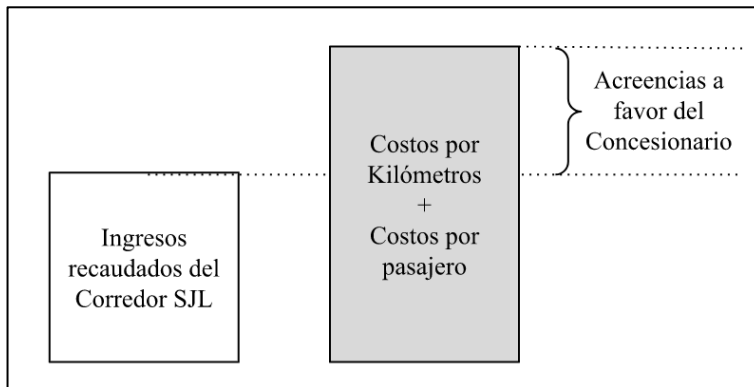 Ingresos
recaudados del
Corredor SJL
Costos por
Kilómetros
+
Costos por
pasajero
Acreencias a
favor del
Concesionario